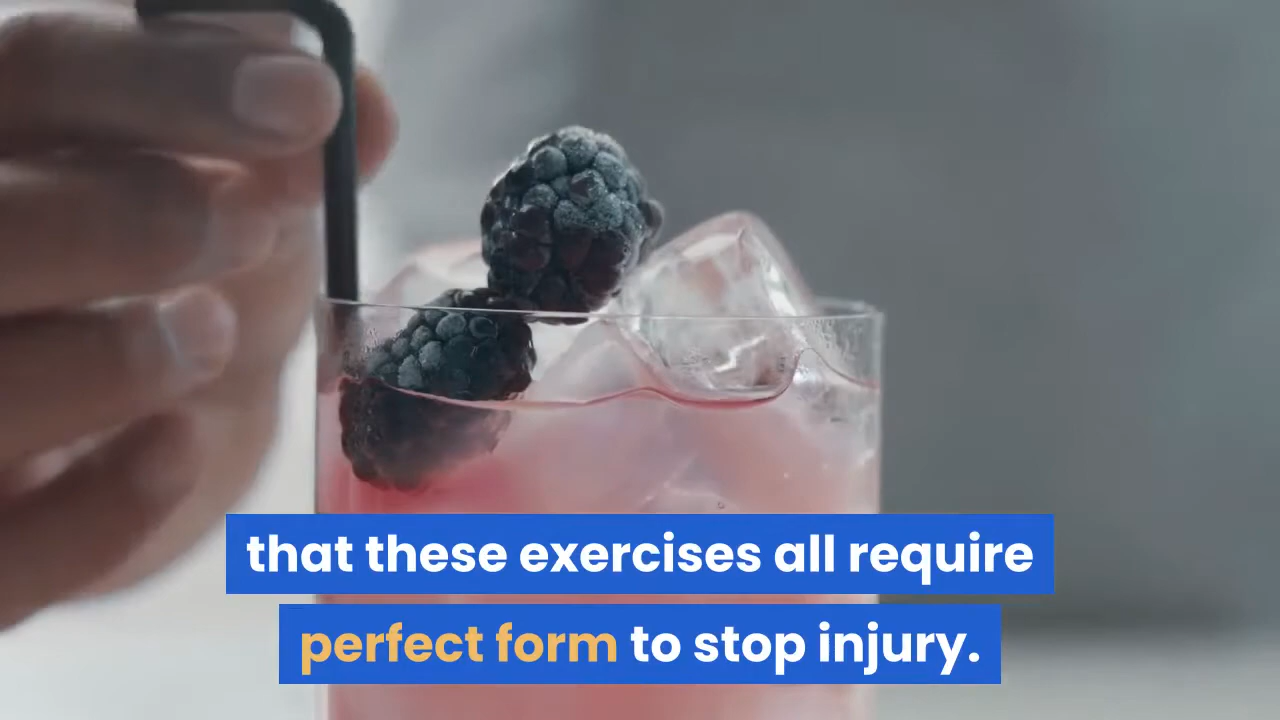 that these exercises all require
perfect form to stop injury.